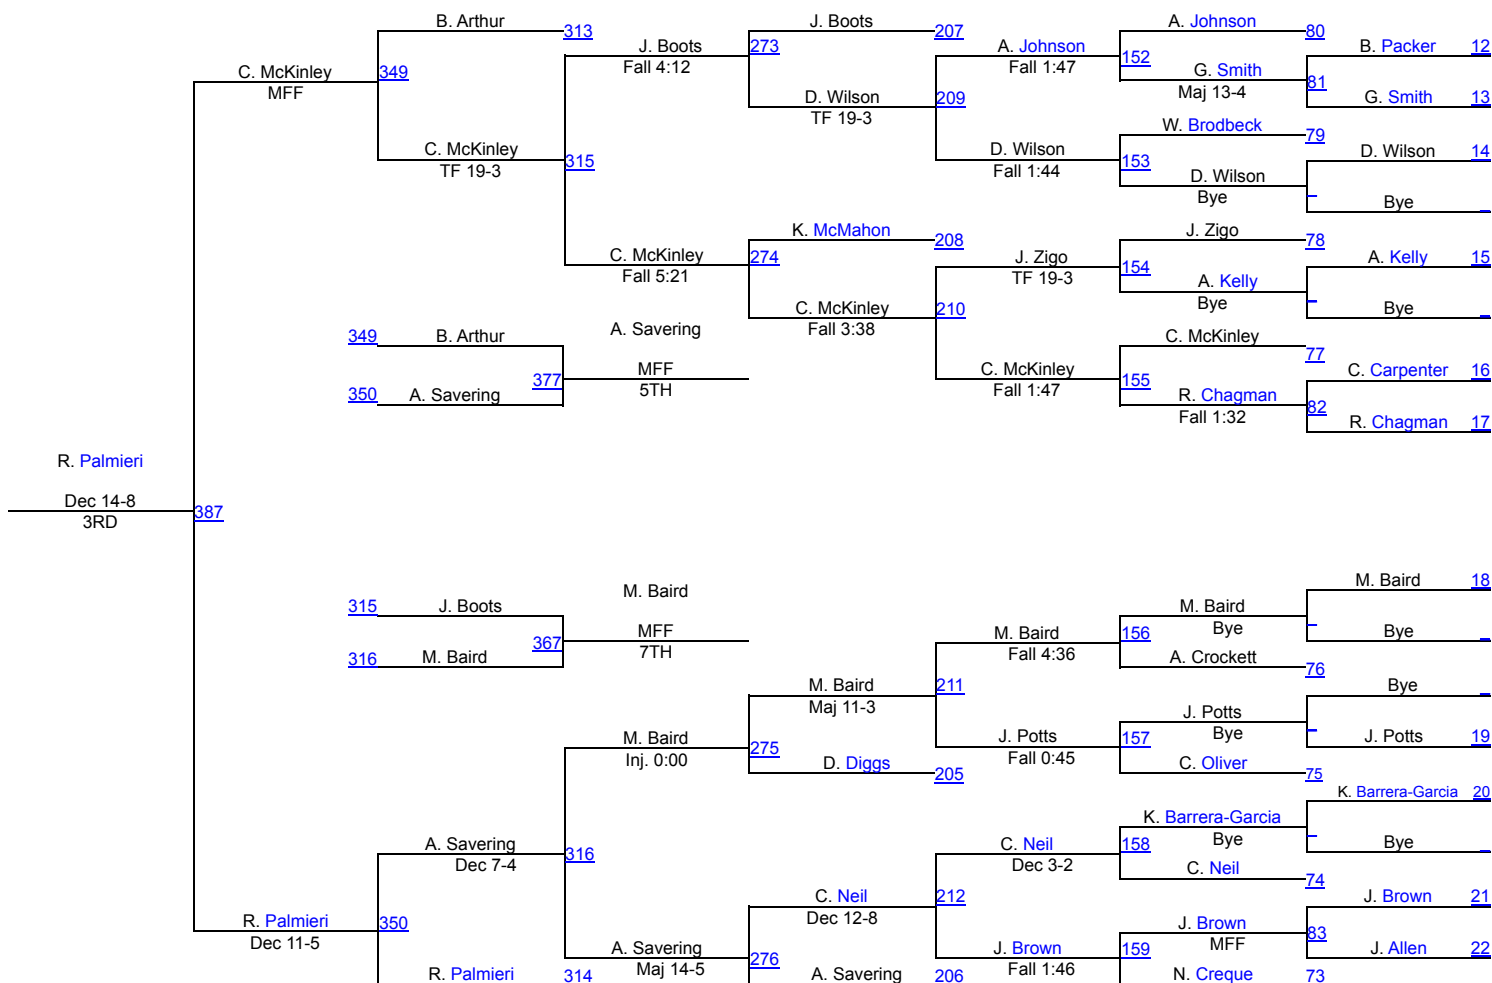 B. Arthur 313
J. Boots 207
A. Johnson 80
J. Boots 273
Fall 4:12
A. Johnson 152
Fall 1:47
B. Packer 12
C. McKinley 349
MFF
G. Smith 81
Maj 13-4
D. Wilson 209
TF 19-3
G. Smith 13
W. Brodbeck 79
C. McKinley 315
TF 19-3
D. Wilson 153
Fall 1:44
D. Wilson 14
D. Wilson
Bye
Bye
K. McMahon 208
J. Zigo 78
C. McKinley 274
Fall 5:21
J. Zigo 154
TF 19-3
A. Kelly 15
A. Kelly
Bye
C. McKinley 210
Fall 3:38
Bye
349 B. Arthur
A. Savering
C. McKinley 77
377
MFF
5TH
C. McKinley 155
Fall 1:47
C. Carpenter 16
350 A. Savering
R. Chagman 82
Fall 1:32
R. Chagman 17
R. Palmieri
Dec 14-8
3RD
387
M. Baird 18
M. Baird
315 J. Boots
M. Baird
Bye
367
MFF
7TH
M. Baird 156
Fall 4:36
Bye
316 M. Baird
A. Crockett 76
M. Baird 211
Maj 11-3
Bye
J. Potts
Bye
M. Baird 275
Inj. 0:00
J. Potts 157
Fall 0:45
J. Potts 19
D. Diggs 205
C. Oliver 75
K. Barrera-Garcia 20
K. Barrera-Garcia
Bye
A. Savering 316
Dec 7-4
C. Neil 158
Dec 3-2
Bye
C. Neil 74
C. Neil 212
Dec 12-8
J. Brown 21
R. Palmieri 350
Dec 11-5
J. Brown 83
MFF
A. Savering 276
Maj 14-5
J. Brown 159
Fall 1:46
J. Allen 22
R. Palmieri 314
A. Savering 206
N. Creque 73